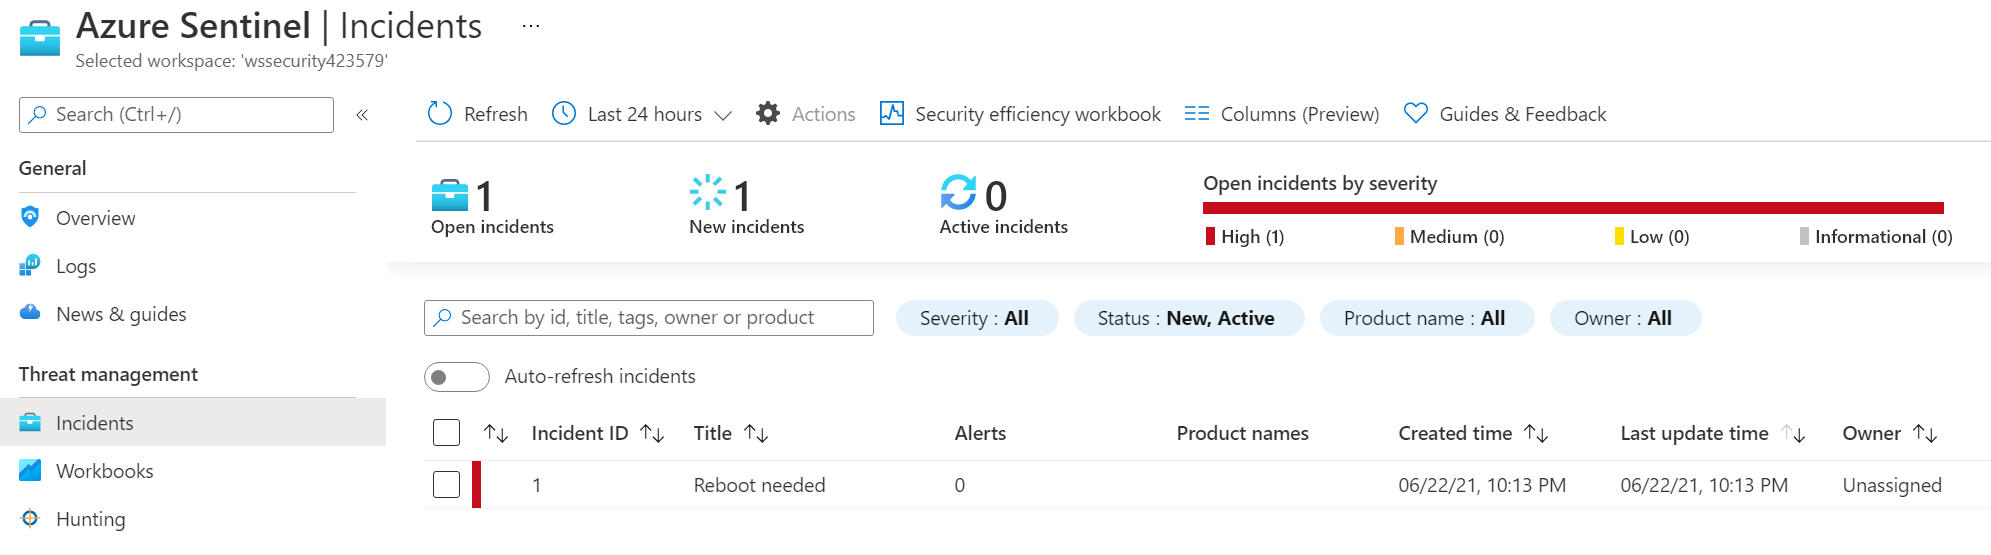 Azure Sentinel | Incidents ...
Selected workspace: 'wssecurity423579'
Search (Ctrl+/)
«
General
Overview
Logs
News & guides
Threat management
Incidents
Workbooks
Hunting
Refresh
Last 24 hours
Actions
Security efficiency workbook
Columns (Preview)
Guides & Feedback
1
Open incidents
1
New incidents
0
Active incidents
Open incidents by severity
High (1)
Medium (0)
Low (0)
Informational (0)
Search by id, title, tags, owner or product
Severity : All
Status : New, Active
Product name : All
Owner : All
Auto-refresh incidents
Incident ID Title Alerts Product names Created time Last update time Owner
1 Reboot needed 0 06/22/21, 10:13 PM 06/22/21, 10:13 PM Unassigned